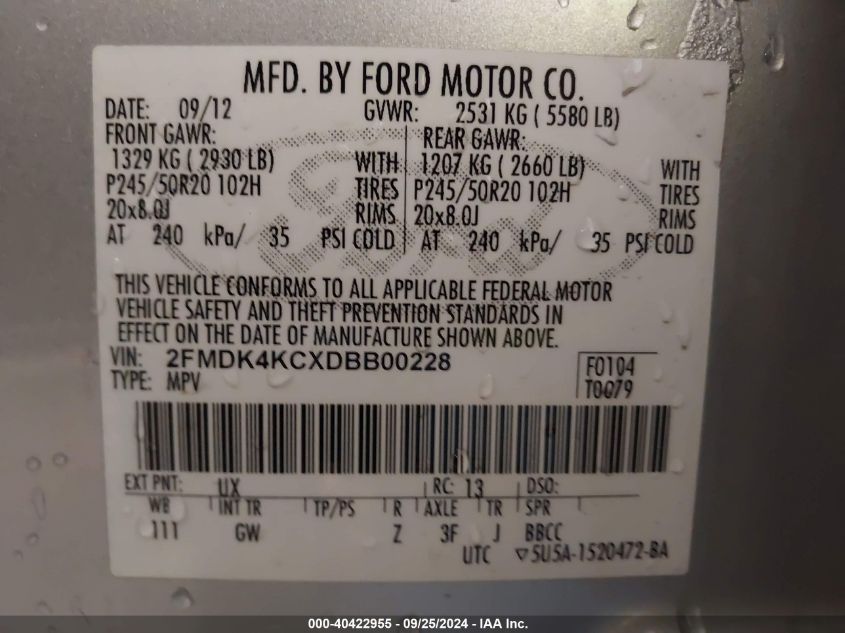 MFD. BY FORD MOTOR CO.
DATE: 09/12 GVWR: 2531 KG ( 5580 LB)
FRONT GAWR: REAR GAWR:
1329 KG ( 2930 LB) WITH 1207 KG ( 2660 LB) WITH
P245/50R20 102H TIRES P245/50R20 102H TIRES
20x8.0J RIMS 20x8.0J RIMS
AT 240 kPa/ 35 PSI COLD AT 240 kPa/ 35 PSI COLD
Ford
THIS VEHICLE CONFORMS TO ALL APPLICABLE FEDERAL MOTOR
VEHICLE SAFETY AND THEFT PREVENTION STANDARDS IN
EFFECT ON THE DATE OF MANUFACTURE SHOWN ABOVE.
VIN: 2FMDK4KCXDBB00228 F0104
TYPE: MPV T0079
EXT PNT: UX RC: 13 DSO:
WB INT TR TP/PS R AXLE TR SPR
111 GW Z 3F J BBCC
UTC ▽5U5A-1520472-BA
000-40422955 - 09/25/2024 - IAA Inc.